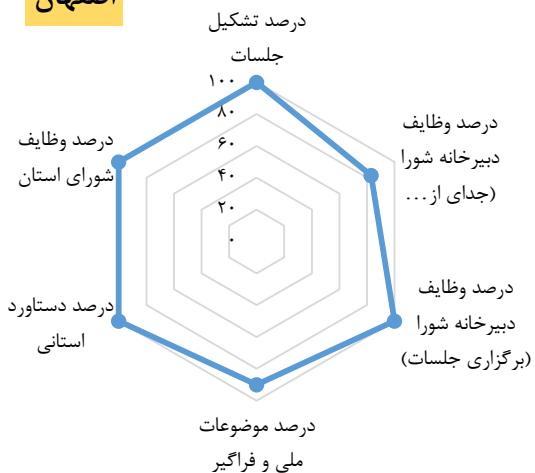 اصفهان
درصد تشکیل
جلسات
درصد وظایف
دبیرخانه شورا
(جدای از...
درصد وظایف
دبیرخانه شورا
(برگزاری جلسات)
درصد موضوعات
ملی و فراگیر
درصد دستاورد
استانی
درصد وظایف
شورای استان
۱۰۰
۸۰
۶۰
۴۰
۲۰
۰